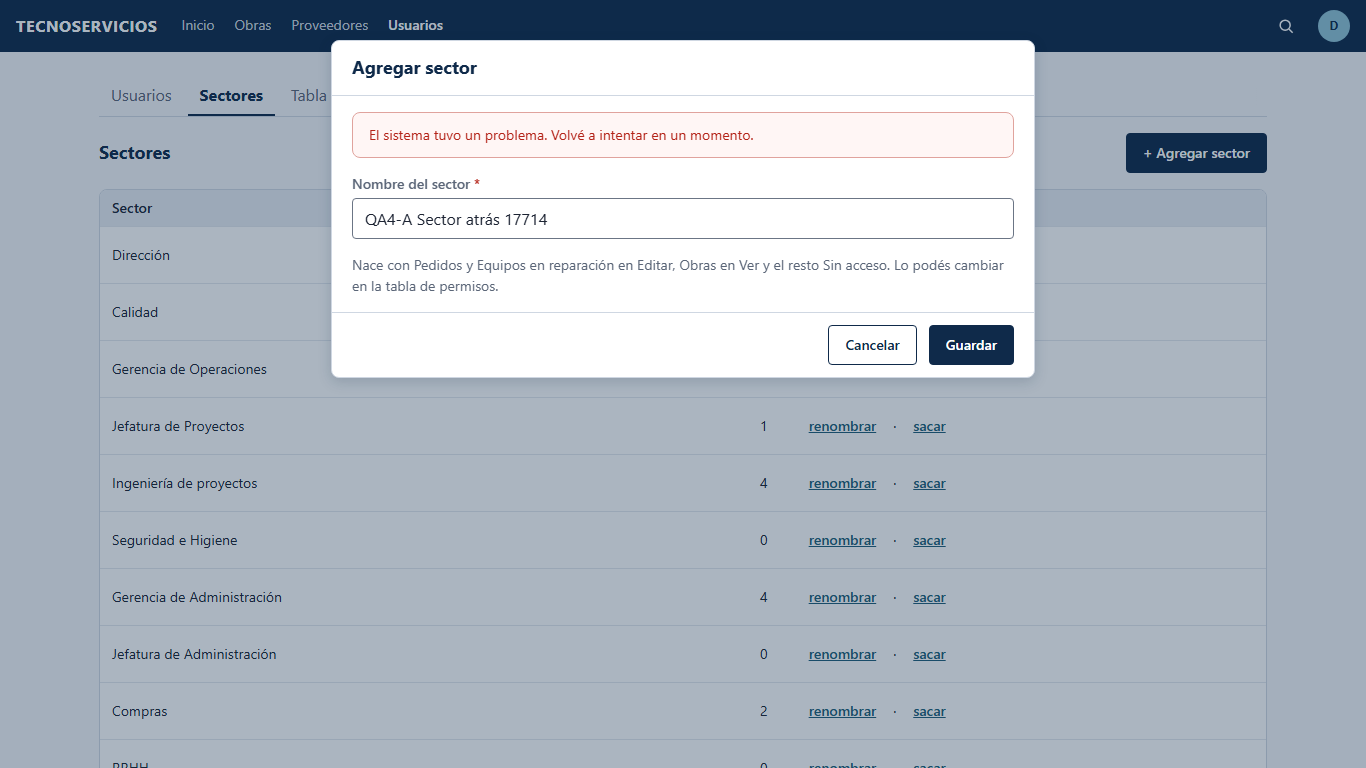 TECNOSERVICIOS Inicio Obras Proveedores Usuarios D
Agregar sector
Usuarios Sectores Tabla
El sistema tuvo un problema. Volvé a intentar en un momento.
Sectores
+ Agregar sector
Nombre del sector *
Sector
QA4-A Sector atrás 17714
Dirección
Nace con Pedidos y Equipos en reparación en Editar, Obras en Ver y el resto Sin acceso. Lo podés cambiar
en la tabla de permisos.
Calidad
Cancelar Guardar
Gerencia de Operaciones
Jefatura de Proyectos 1 renombrar · sacar
Ingeniería de proyectos 4 renombrar · sacar
Seguridad e Higiene 0 renombrar · sacar
Gerencia de Administración 4 renombrar · sacar
Jefatura de Administración 0 renombrar · sacar
Compras 2 renombrar · sacar
RRHH 0 renombrar · sacar